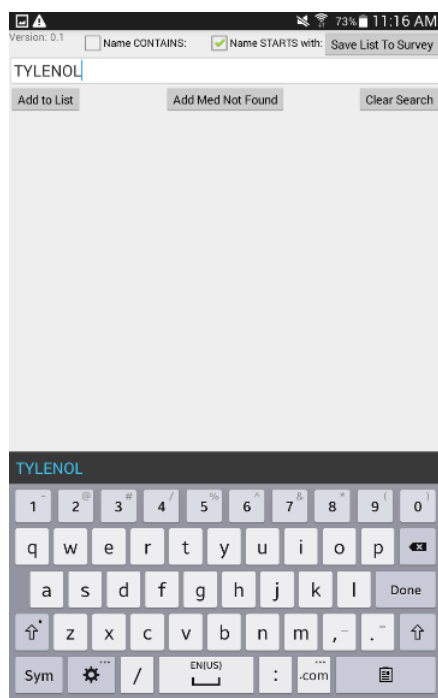 73% 11:16 AM
Version: 0.1
Name CONTAINS:
Name STARTS with:
Save List To Survey
TYLENOL
Add to List
Add Med Not Found
Clear Search
TYLENOL
- @ # / % ^ & * ( )
1 2 3 4 5 6 7 8 9 0
q w e r t y u i o p
a s d f g h j k l Done
z x c v b n m , - . -
Sym ... / EN(US) : .com ...